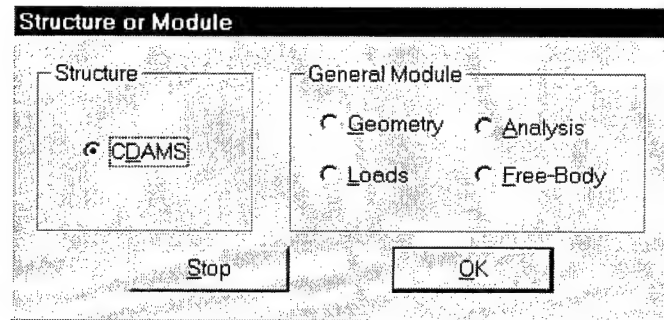 Structure or Module
Structure
General Module
CDAMS
Geometry
Analysis
Loads
Free-Body
Stop
OK